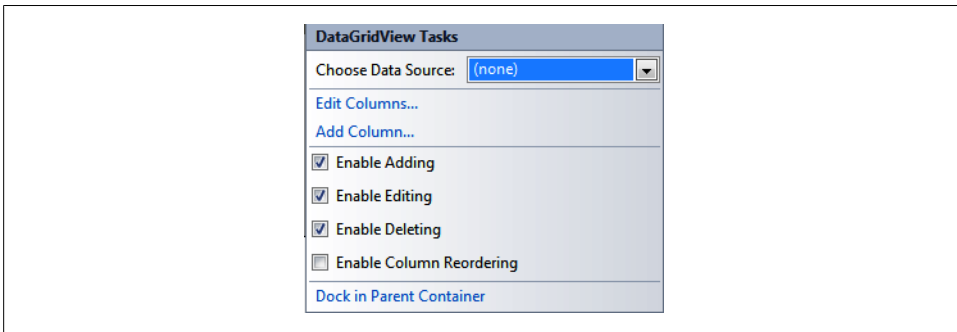 DataGridView Tasks
Choose Data Source: (none)
Edit Columns...
Add Column...
Enable Adding
Enable Editing
Enable Deleting
Enable Column Reordering
Dock in Parent Container